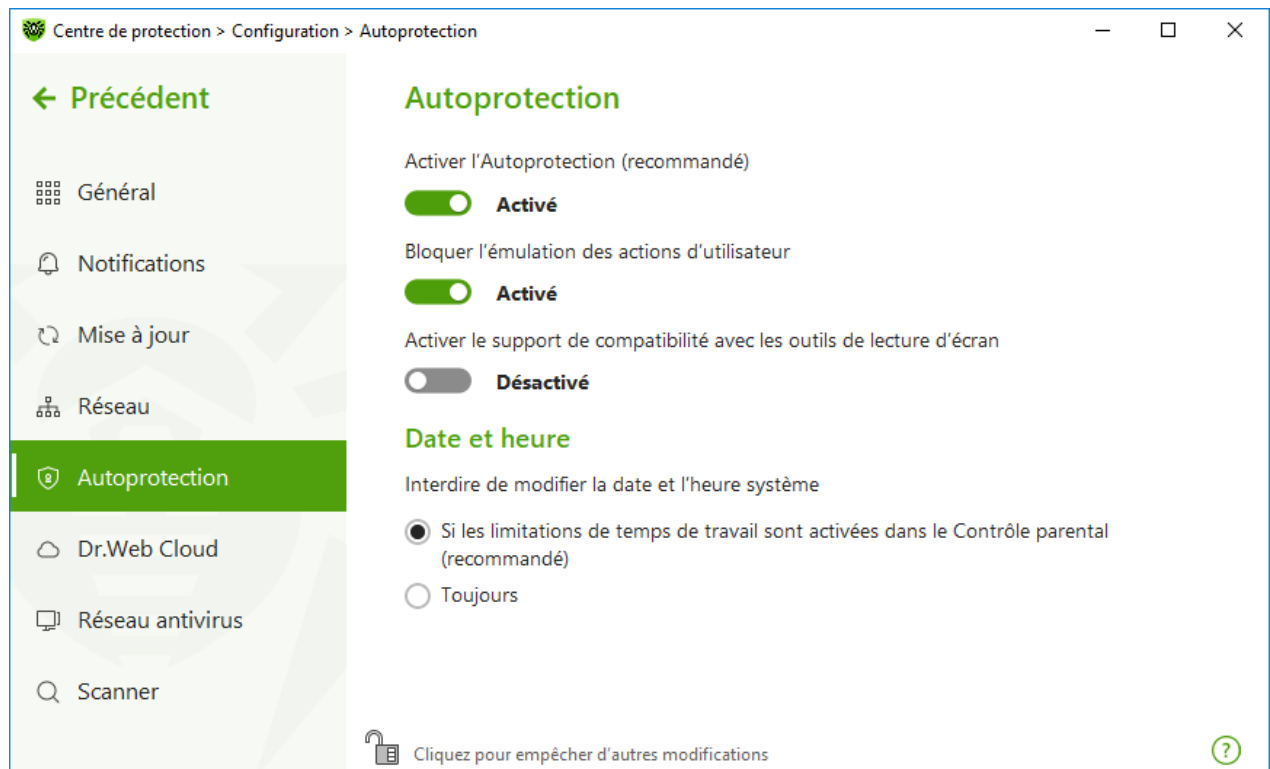 Centre de protection > Configuration > Autoprotection
Précédent
Général
Notifications
Mise à jour
Réseau
Autoprotection
Dr.Web Cloud
Réseau antivirus
Scanner
Autoprotection
Activer l'Autoprotection (recommandé)
Activé
Bloquer l'émulation des actions d'utilisateur
Activé
Activer le support de compatibilité avec les outils de lecture d'écran
Désactivé
Date et heure
Interdire de modifier la date et l'heure système
Si les limitations de temps de travail sont activées dans le Contrôle parental
(recommandé)
Toujours
Cliquez pour empêcher d'autres modifications
?